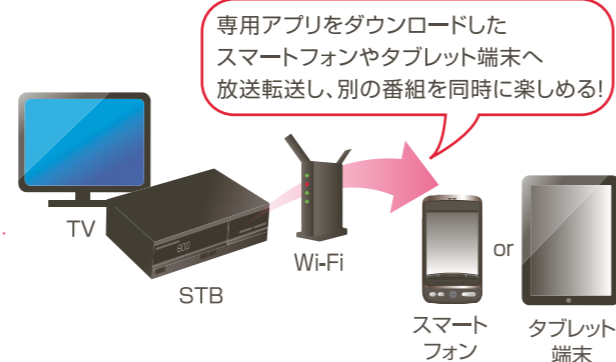 専用アプリをダウンロードした
スマートフォンやタブレット端末へ
放送転送し、別の番組を同時に楽しめる!
TV
STB
Wi-Fi
or
スマート
フォン
タブレット
端末